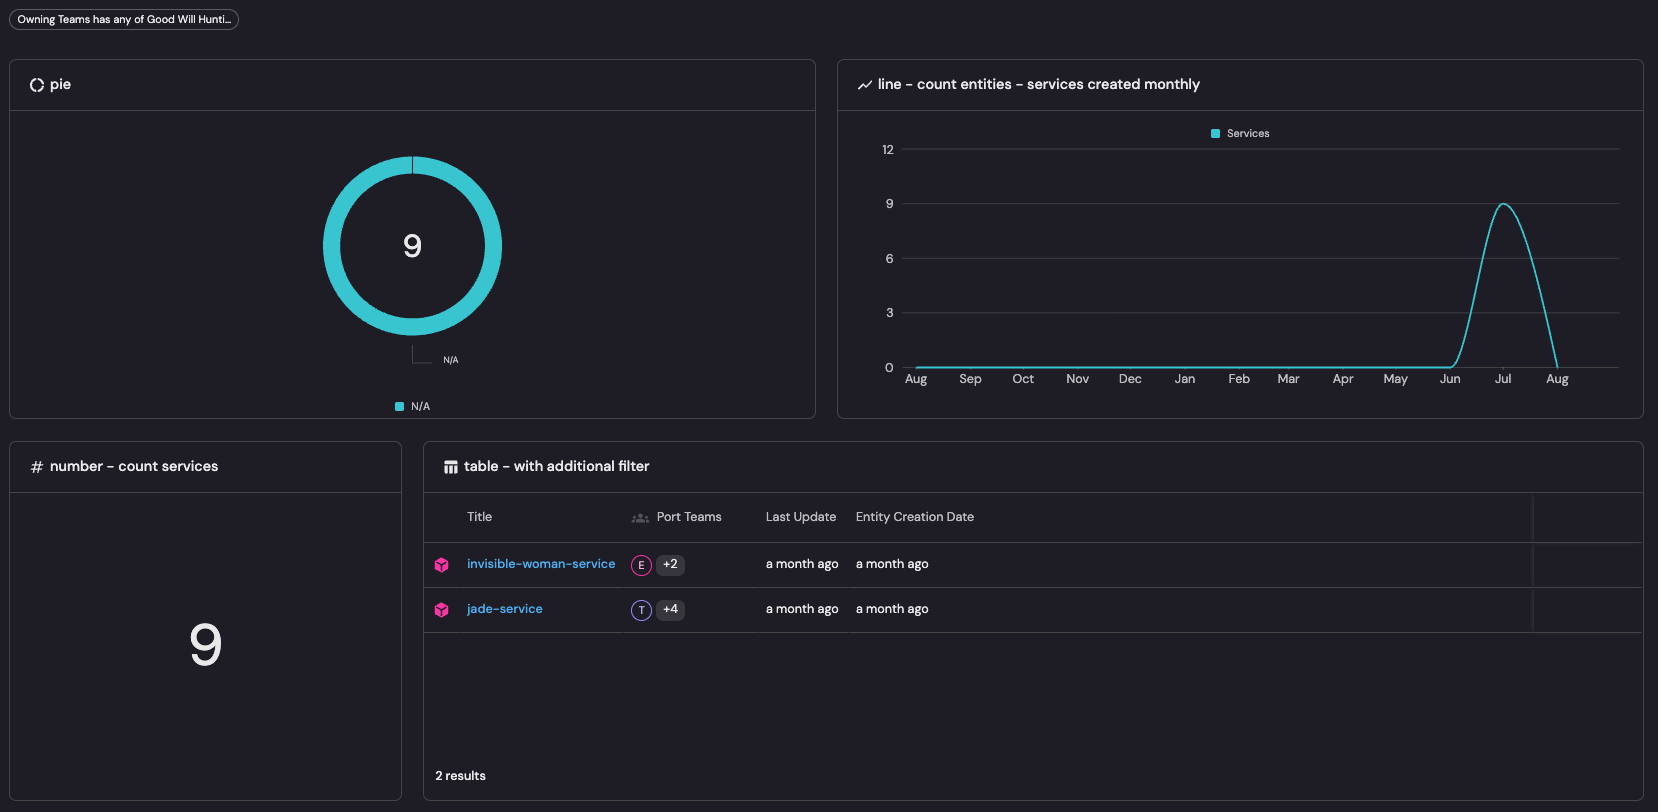 Owning Teams has any of Good Will Hunti...
pie
9
N/A
N/A
line - count entities - services created monthly
Services
12
9
6
3
0
Aug Sep Oct Nov Dec Jan Feb Mar Apr May Jun Jul Aug
# number - count services
9
table - with additional filter
Title Port Teams Last Update Entity Creation Date
invisible-woman-service E +2 a month ago a month ago
jade-service T +4 a month ago a month ago
2 results